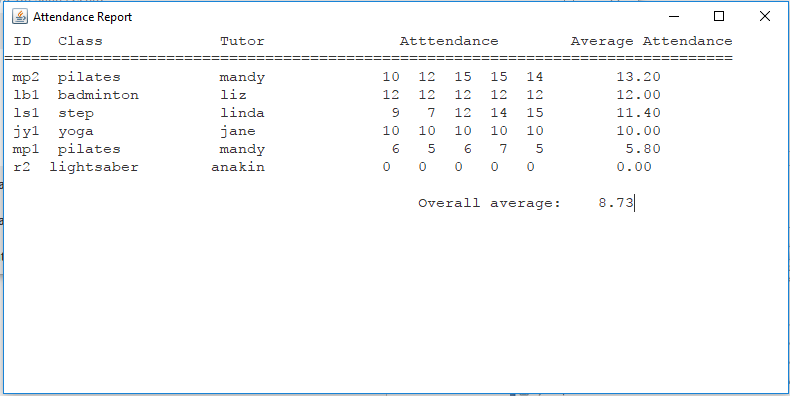 Attendance Report
ID Class Tutor Atttendance Average Attendance
=================================================================================
mp2 pilates mandy 10 12 15 15 14 13.20
lb1 badminton liz 12 12 12 12 12 12.00
ls1 step linda 9 7 12 14 15 11.40
jy1 yoga jane 10 10 10 10 10 10.00
mp1 pilates mandy 6 5 6 7 5 5.80
r2 lightsaber anakin 0 0 0 0 0 0.00
Overall average: 8.73